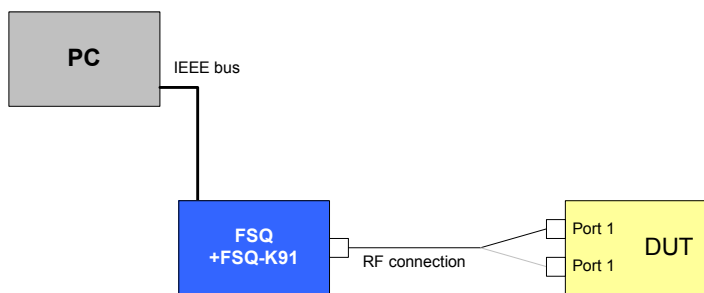 PC
IEEE bus
FSQ
+FSQ-K91
RF connection
Port 1
Port 1
DUT